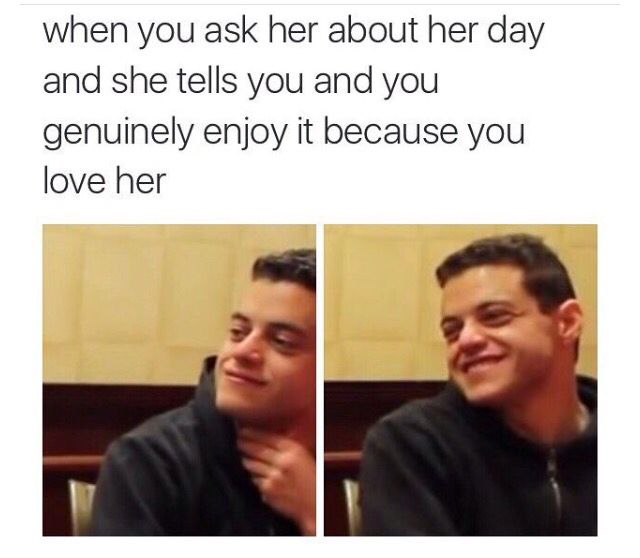 when you ask her about her day
and she tells you and you
genuinely enjoy it because you
love her